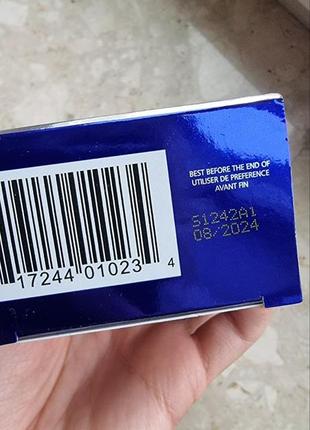 BEST BEFORE THE END OF
UTILISER DE PREFERENCE
AVANT FIN
51242A1
08/2024
17244 01023 4